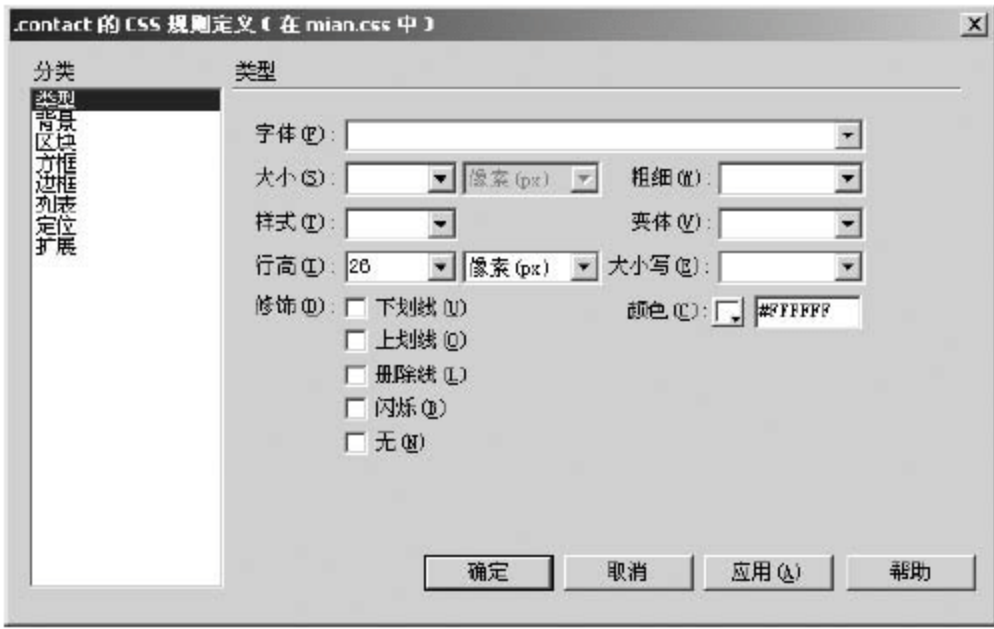 .contact 的 CSS 规则定义（在 mian.css 中）
分类
类型
背景
区块
方框
边框
列表
定位
扩展
类型
字体(F):
大小(S): 像素(px) 粗细(W):
样式(T): 变体(V):
行高(I): 26 像素(px) 大小写(E):
修饰(D): 下划线(U) 颜色(C): #FFFFFF
上划线(O)
删除线(L)
闪烁(B)
无(N)
确定 取消 应用(A) 帮助